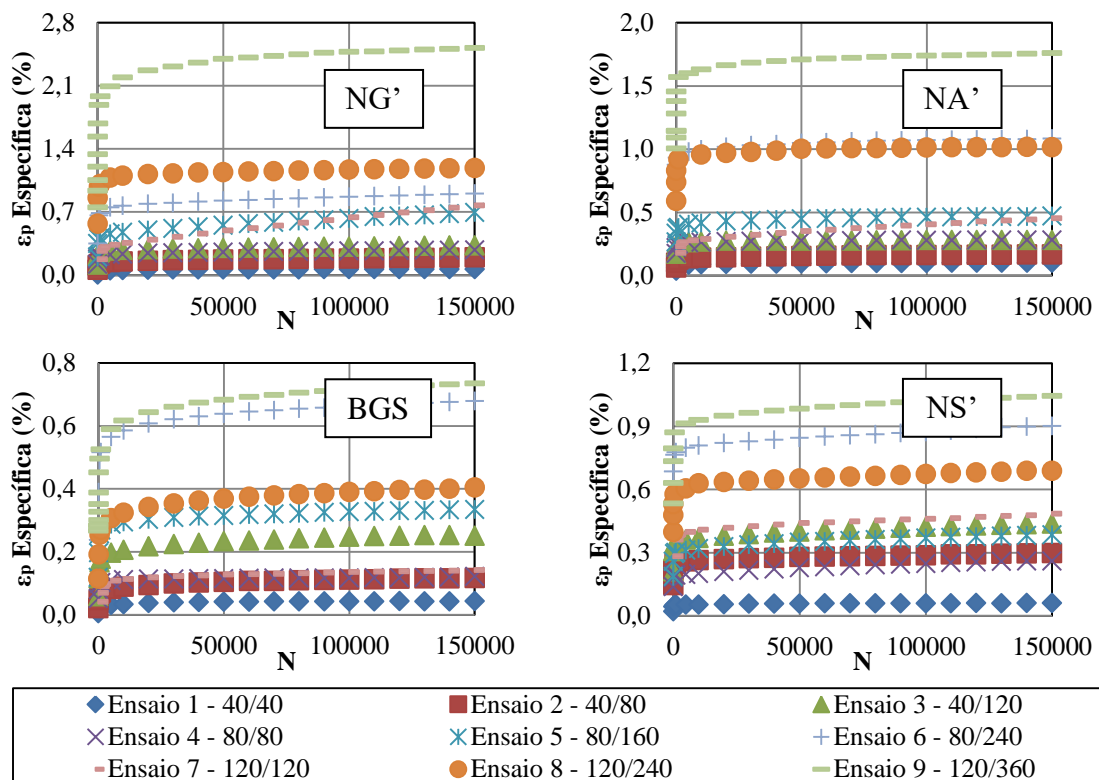 2,8
2,1
1,4
0,7
0,0
εp Específica (%)
NG’
0 50000 100000 150000
N
2,0
1,5
1,0
0,5
0,0
εp Específica (%)
NA’
0 50000 100000 150000
N
0,8
0,6
0,4
0,2
0,0
εp Específica (%)
BGS
0 50000 100000 150000
N
1,2
0,9
0,6
0,3
0,0
εp Específica (%)
NS’
0 50000 100000 150000
N
Ensaio 1 - 40/40 Ensaio 2 - 40/80 Ensaio 3 - 40/120
Ensaio 4 - 80/80 Ensaio 5 - 80/160 Ensaio 6 - 80/240
Ensaio 7 - 120/120 Ensaio 8 - 120/240 Ensaio 9 - 120/360